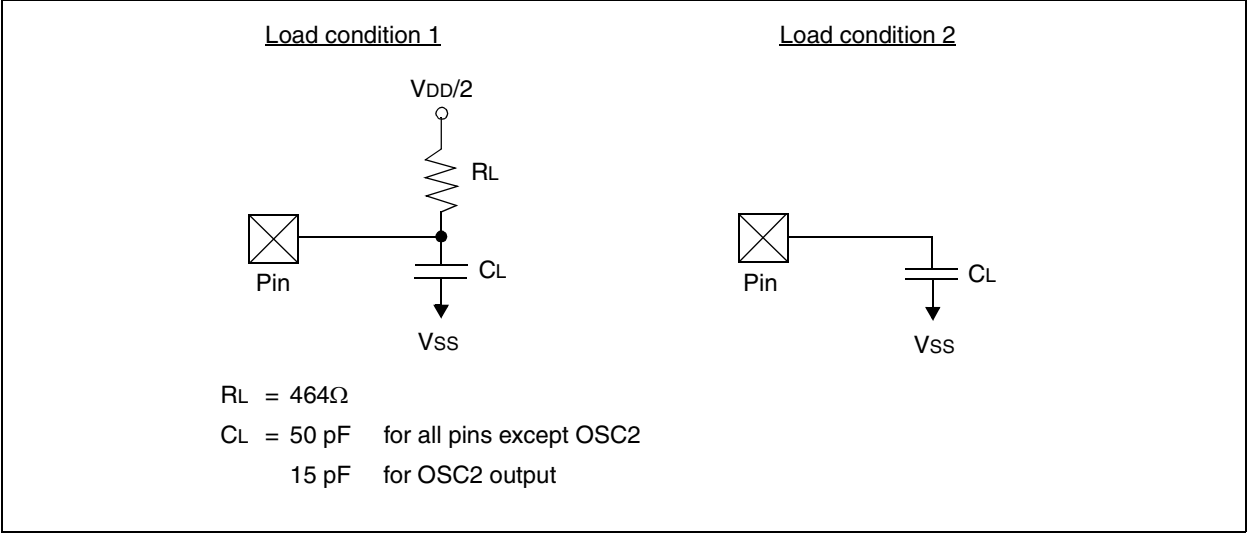 Load condition 1
VDD/2
RL
Pin
CL
VSS
Load condition 2
Pin
CL
VSS
RL = 464Ω
CL = 50 pF for all pins except OSC2
15 pF for OSC2 output